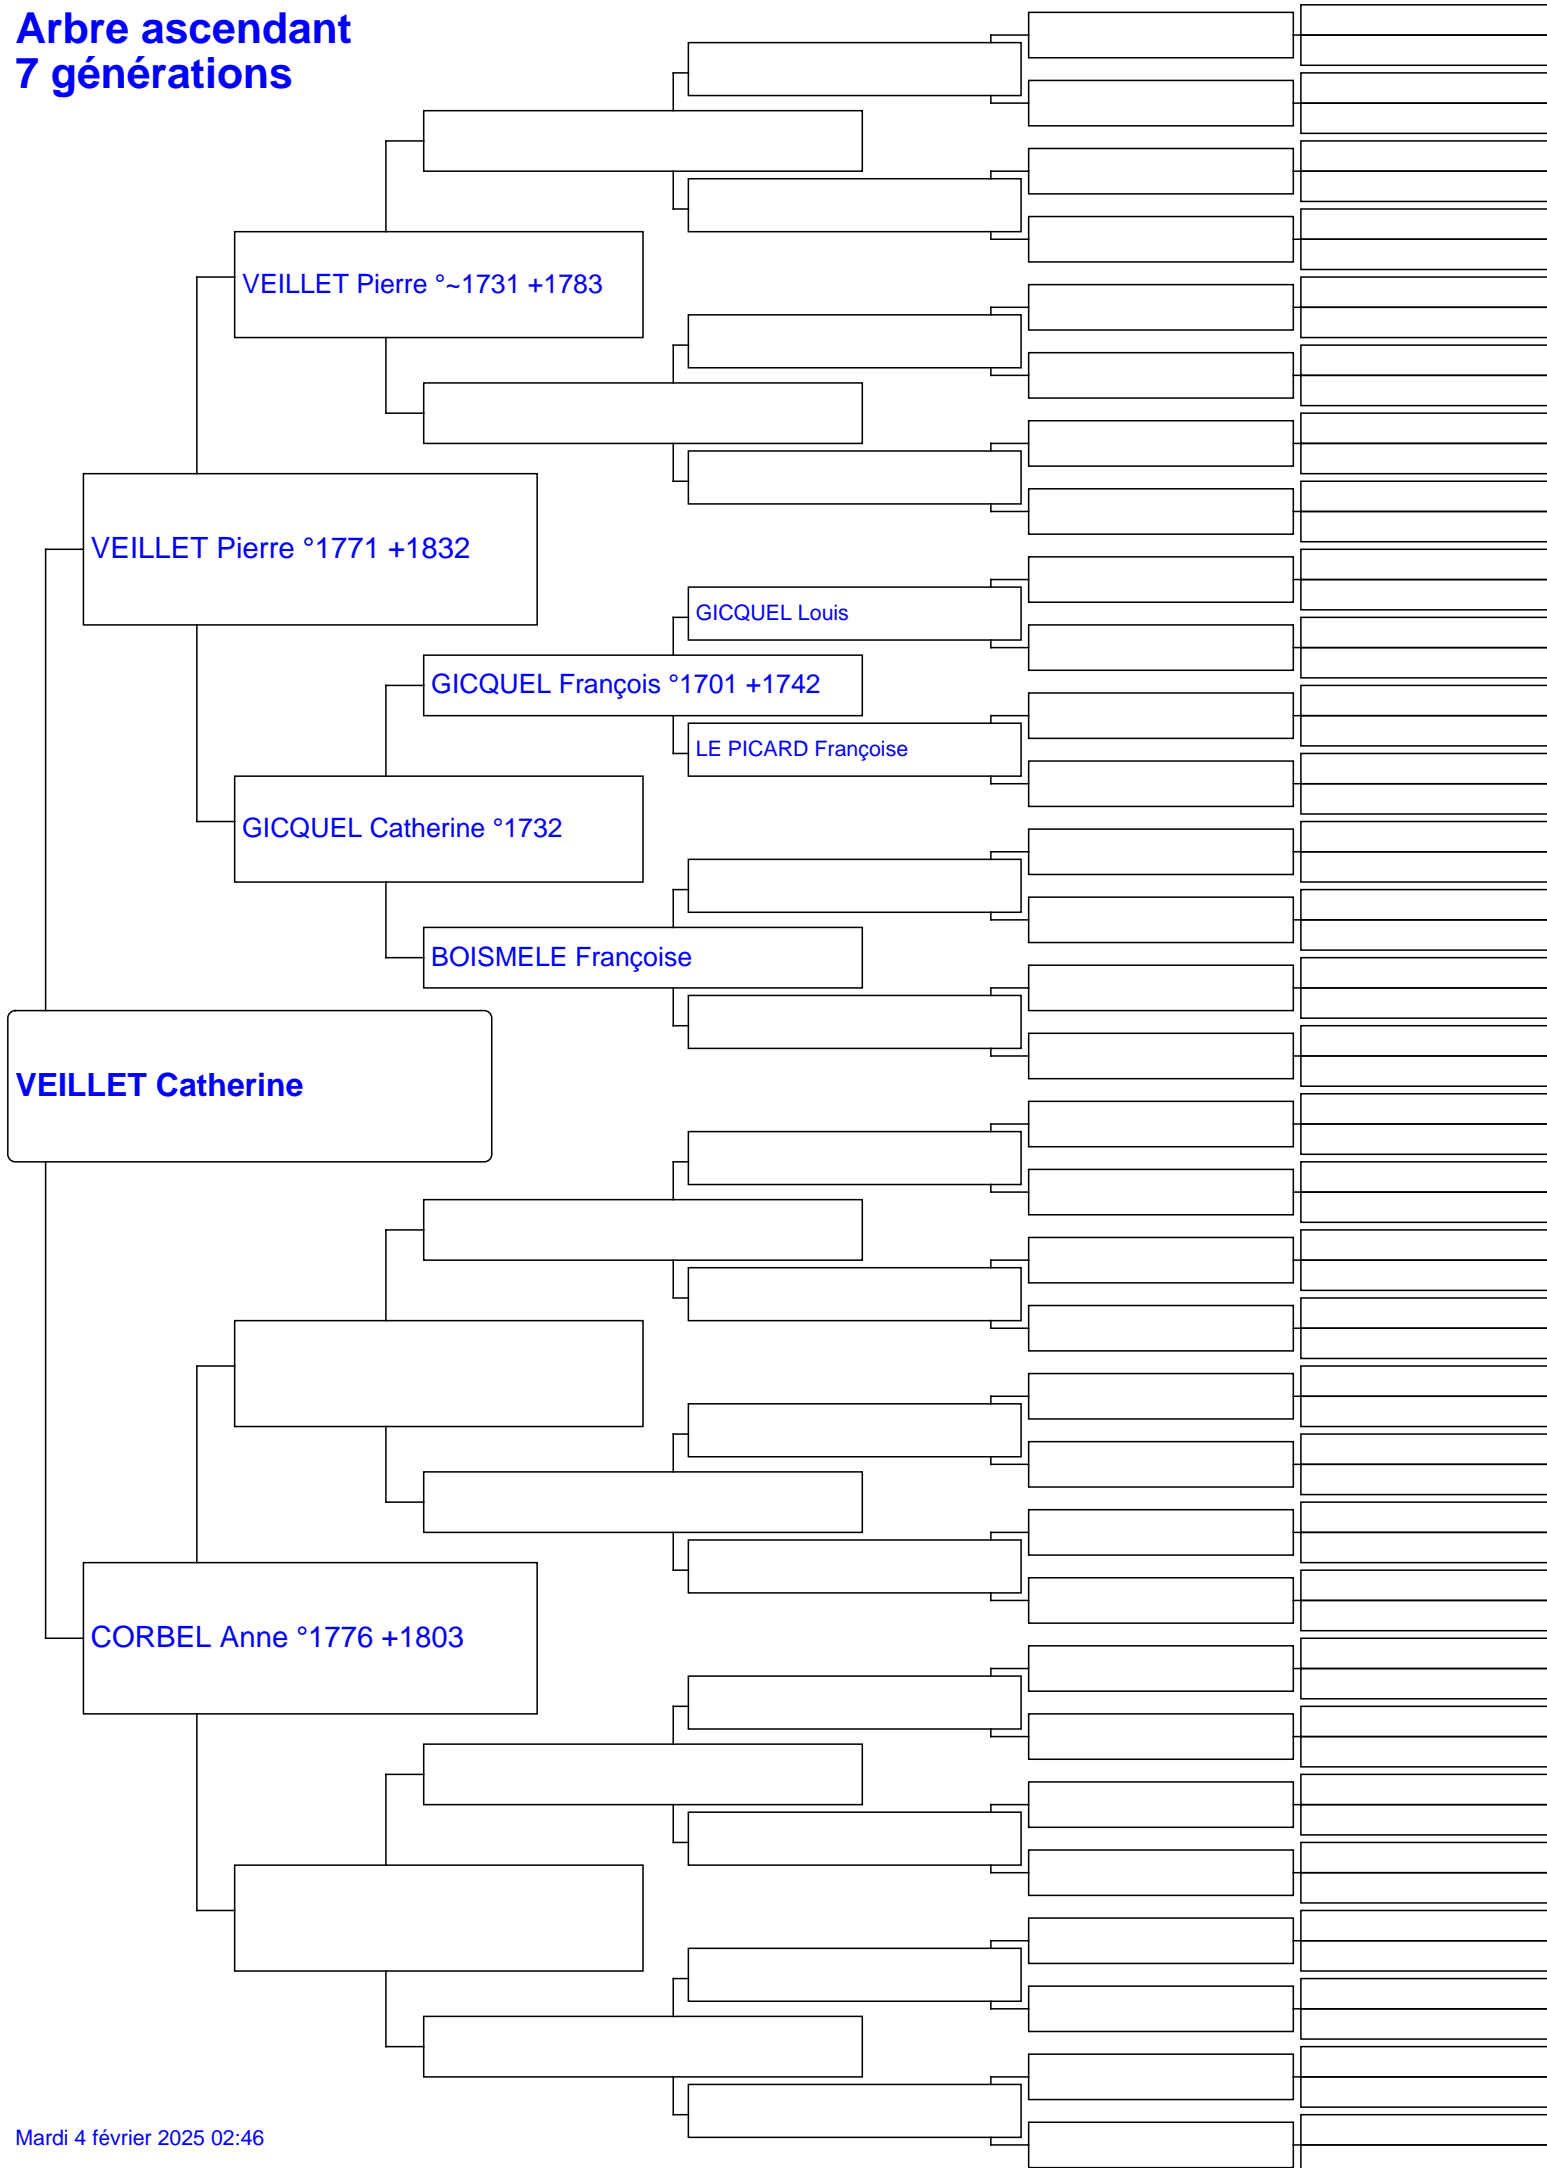 Arbre ascendant
7 générations
VEILLET Pierre °~1731 +1783
VEILLET Pierre °1771 +1832
GICQUEL Louis
GICQUEL François °1701 +1742
LE PICARD Françoise
GICQUEL Catherine °1732
BOISMELE Françoise
VEILLET Catherine
CORBEL Anne °1776 +1803
Mardi 4 février 2025 02:46